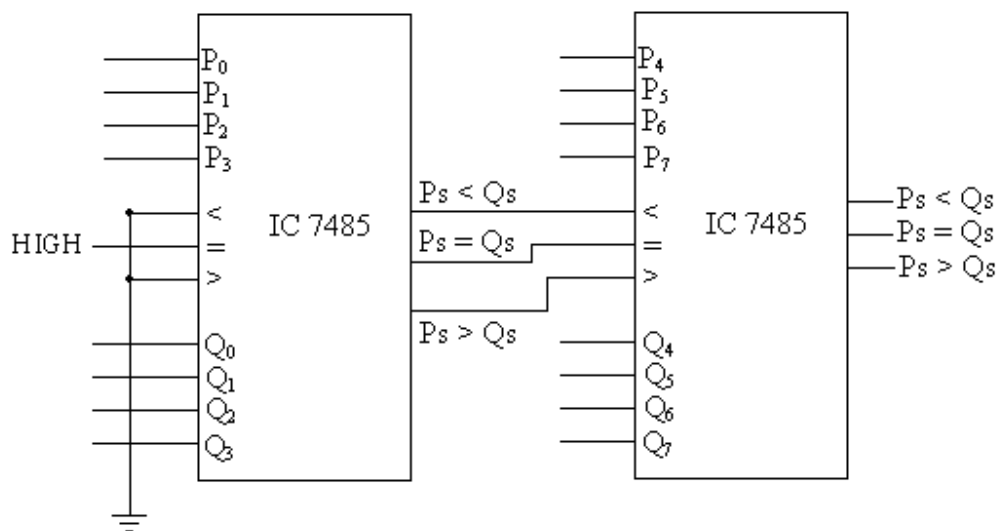 P₀
P₁
P₂
P₃
<
HIGH =
>
Q₀
Q₁
Q₂
Q₃
IC 7485
Ps < Qs
Ps = Qs
Ps > Qs
P₄
P₅
P₆
P₇
<
=
>
Q₄
Q₅
Q₆
Q₇
IC 7485
Ps < Qs
Ps = Qs
Ps > Qs